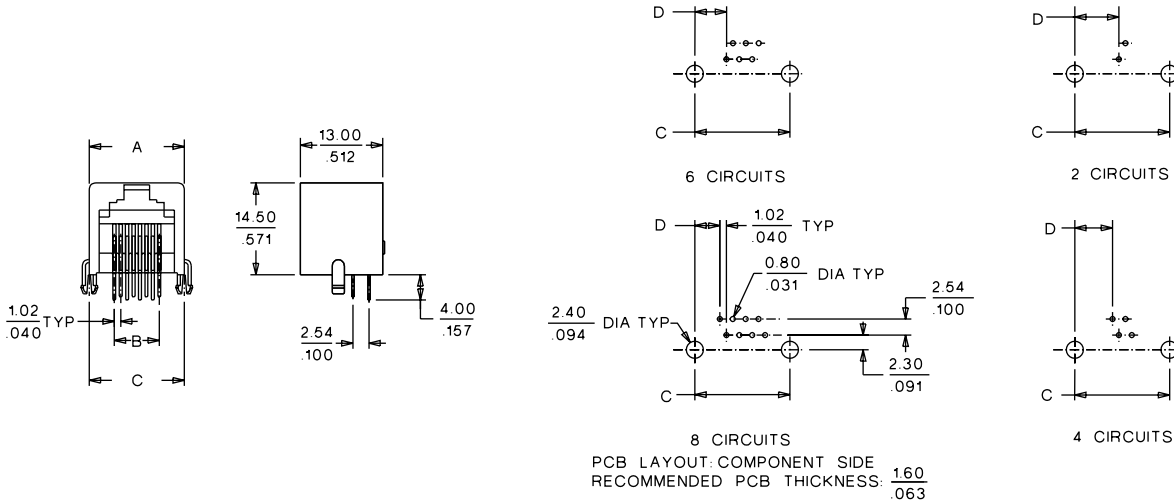 D
C
6 CIRCUITS
D
C
2 CIRCUITS
A
13.00
.512
14.50
.571
1.02
.040
TYP
B
C
2.54
.100
4.00
.157
D
1.02
.040
TYP
0.80
.031
DIA TYP
2.40
.094
DIA TYP
2.54
.100
2.30
.091
C
8 CIRCUITS
D
C
4 CIRCUITS
PCB LAYOUT: COMPONENT SIDE
RECOMMENDED PCB THICKNESS: 1.60
.063